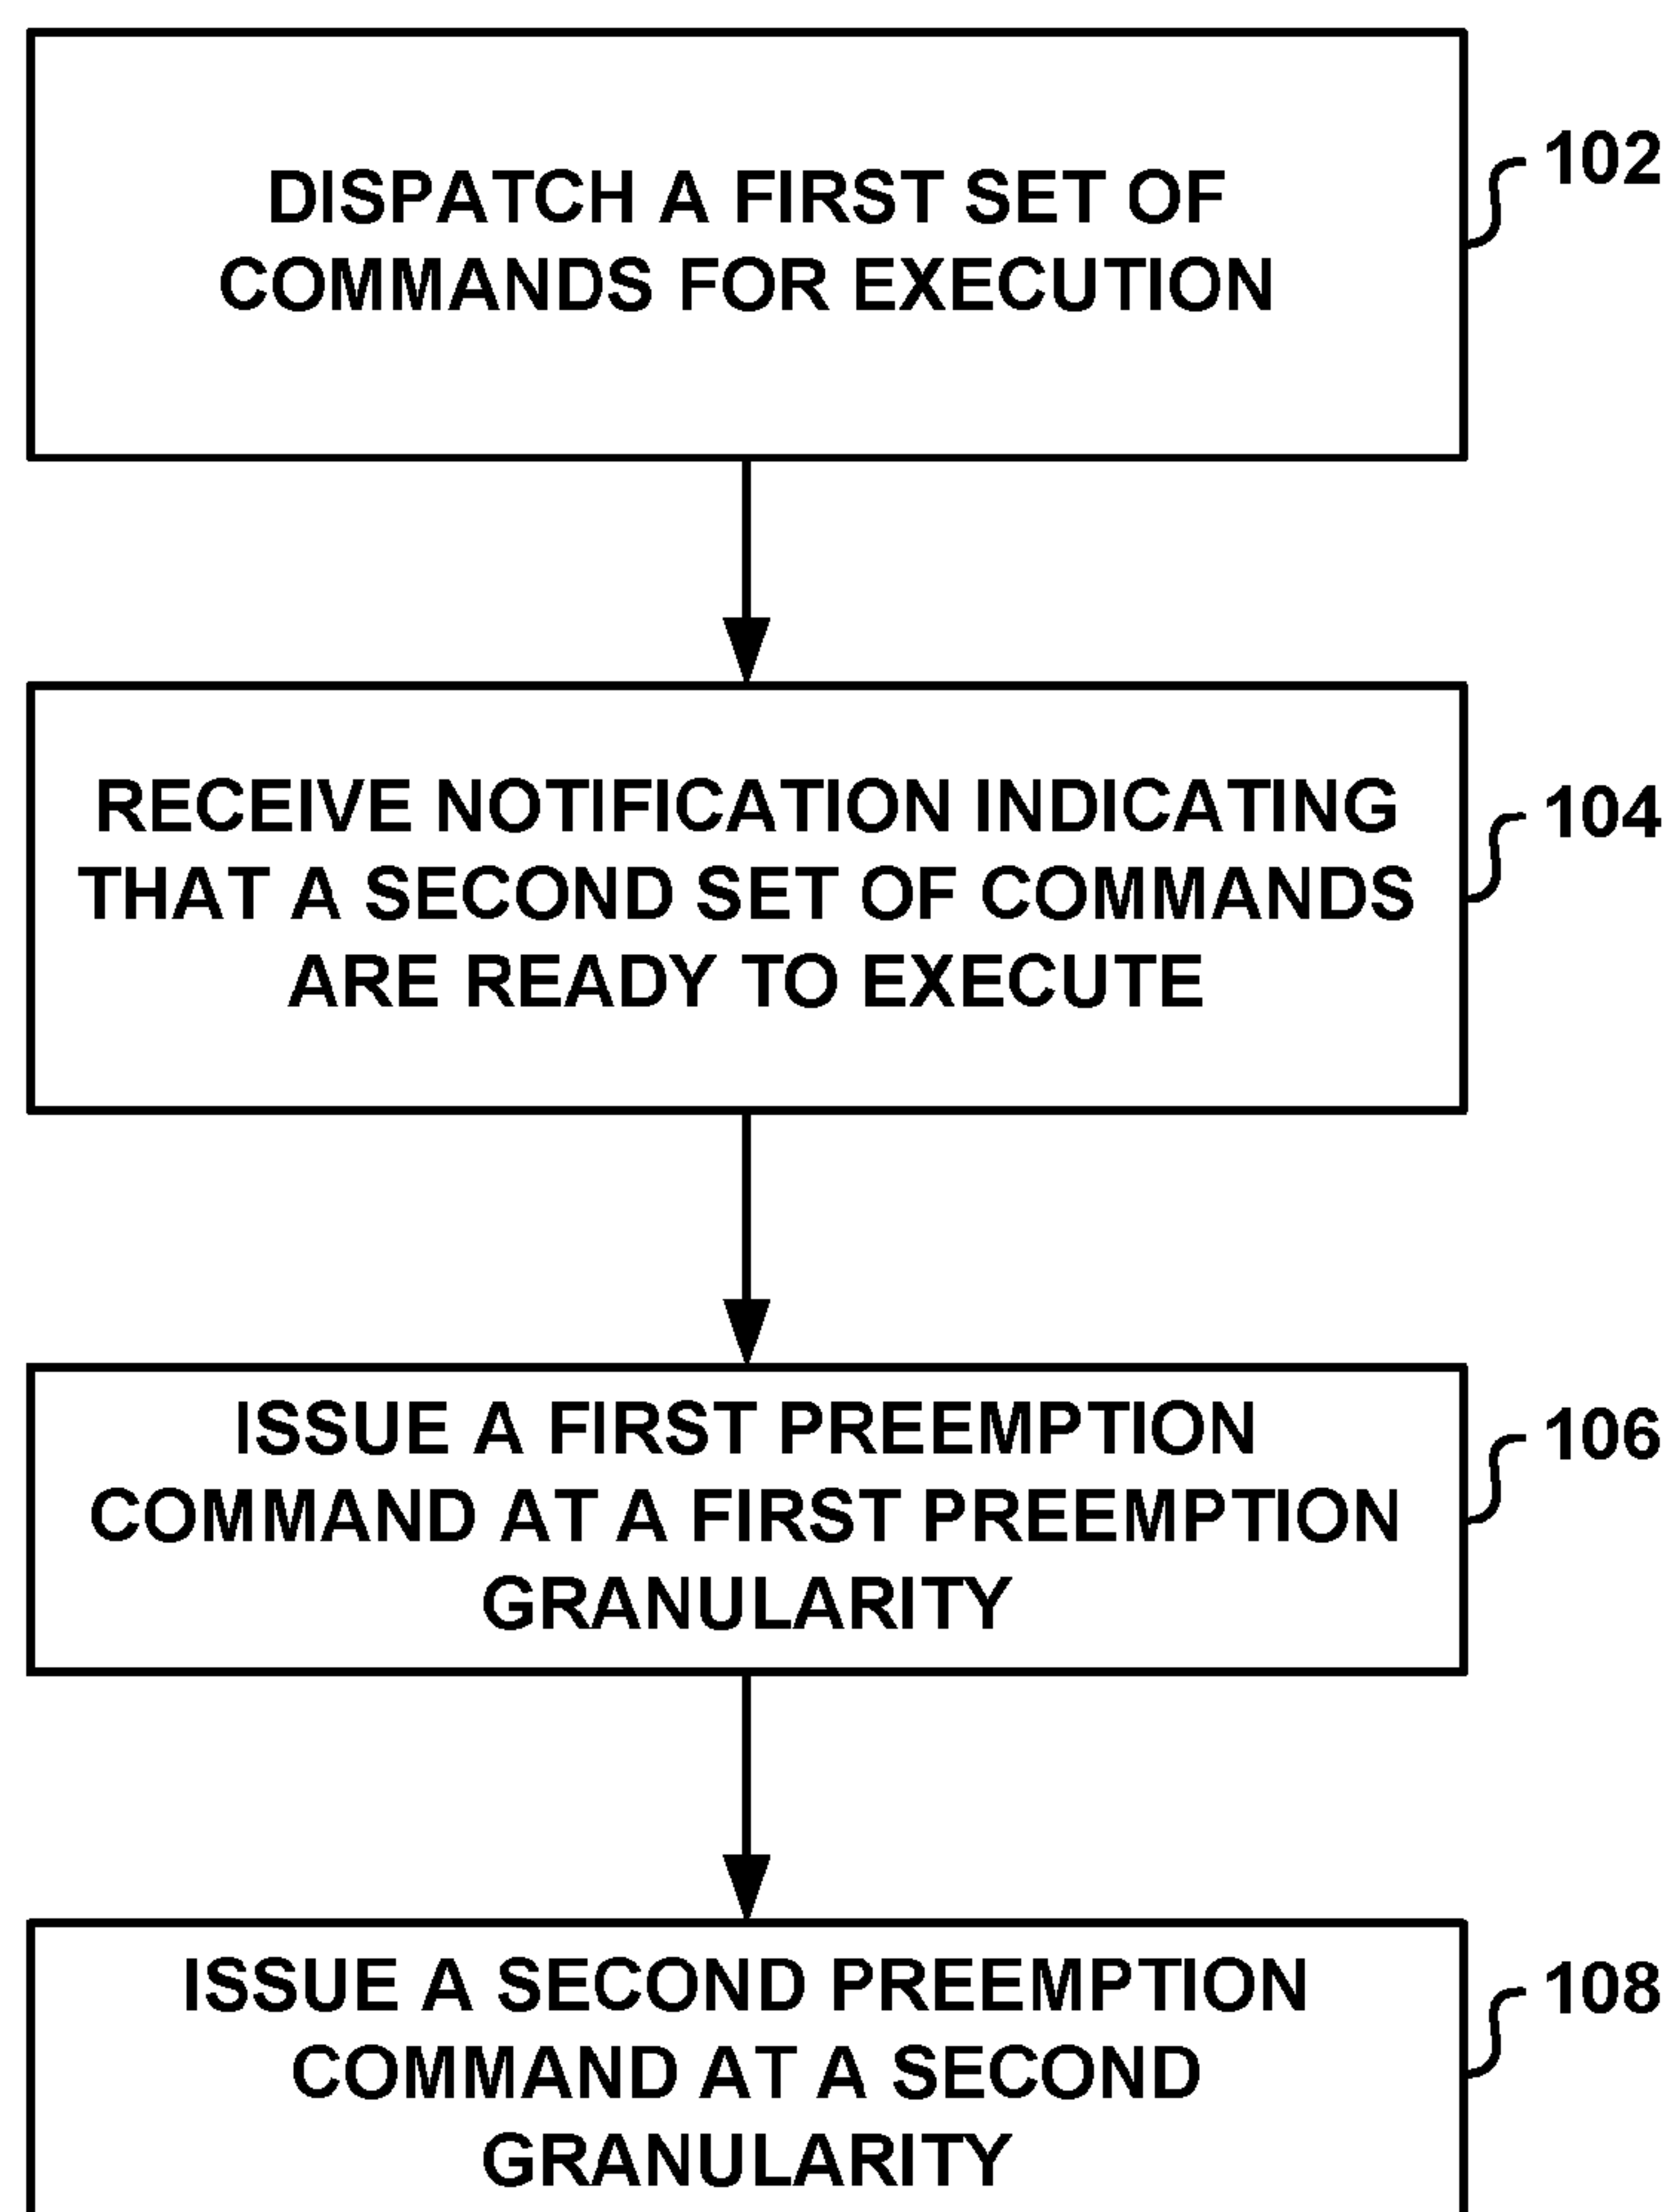 DISPATCH A FIRST SET OF
COMMANDS FOR EXECUTION
102
RECEIVE NOTIFICATION INDICATING
THAT A SECOND SET OF COMMANDS
ARE READY TO EXECUTE
104
ISSUE A FIRST PREEMPTION
COMMAND AT A FIRST PREEMPTION
GRANULARITY
106
ISSUE A SECOND PREEMPTION
COMMAND AT A SECOND
GRANULARITY
108